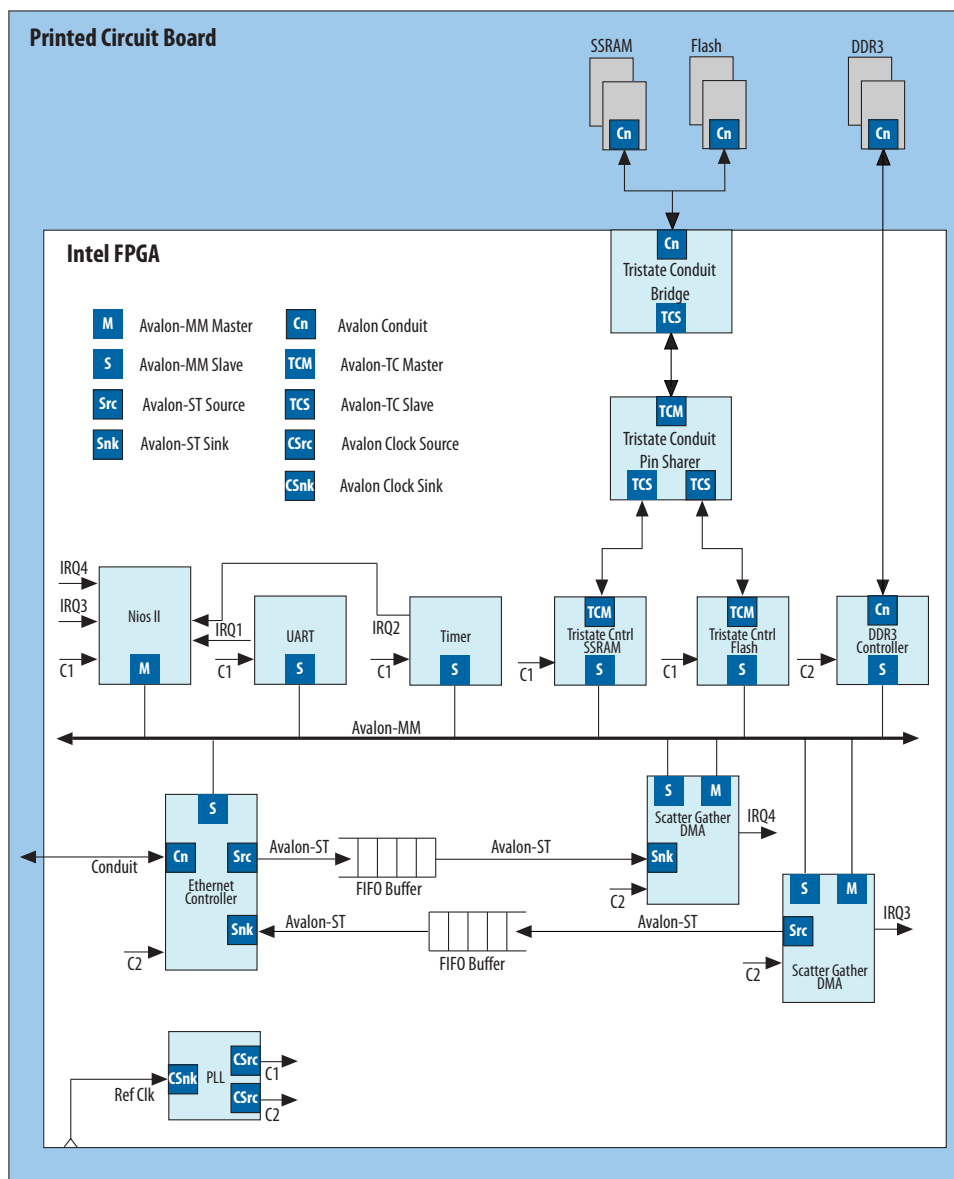 Printed Circuit Board
SSRAM
Flash
DDR3
Cn
Cn
Cn
Intel FPGA
Cn
Tristate Conduit
Bridge
TCS
M
Avalon-MM Master
Cn
Avalon Conduit
S
Avalon-MM Slave
TCM
Avalon-TC Master
Src
Avalon-ST Source
TCS
Avalon-TC Slave
Snk
Avalon-ST Sink
CSrc
Avalon Clock Source
CSnk
Avalon Clock Sink
TCM
Tristate Conduit
Pin Sharer
TCS
TCS
IRQ4
IRQ3
C1
Nios II
M
IRQ1
C1
UART
S
IRQ2
C1
Timer
S
C1
TCM
Tristate Cntrl
SSRAM
S
C1
TCM
Tristate Cntrl
Flash
S
C2
Cn
DDR3
Controller
S
Avalon-MM
S
Conduit
Cn
Src
Ethernet
Controller
Snk
C2
Avalon-ST
FIFO Buffer
Avalon-ST
S
M
Scatter Gather
DMA
Snk
C2
IRQ4
Avalon-ST
FIFO Buffer
Avalon-ST
S
M
Src
Scatter Gather
DMA
C2
IRQ3
Ref Clk
CSnk
PLL
CSrc
C1
CSrc
C2